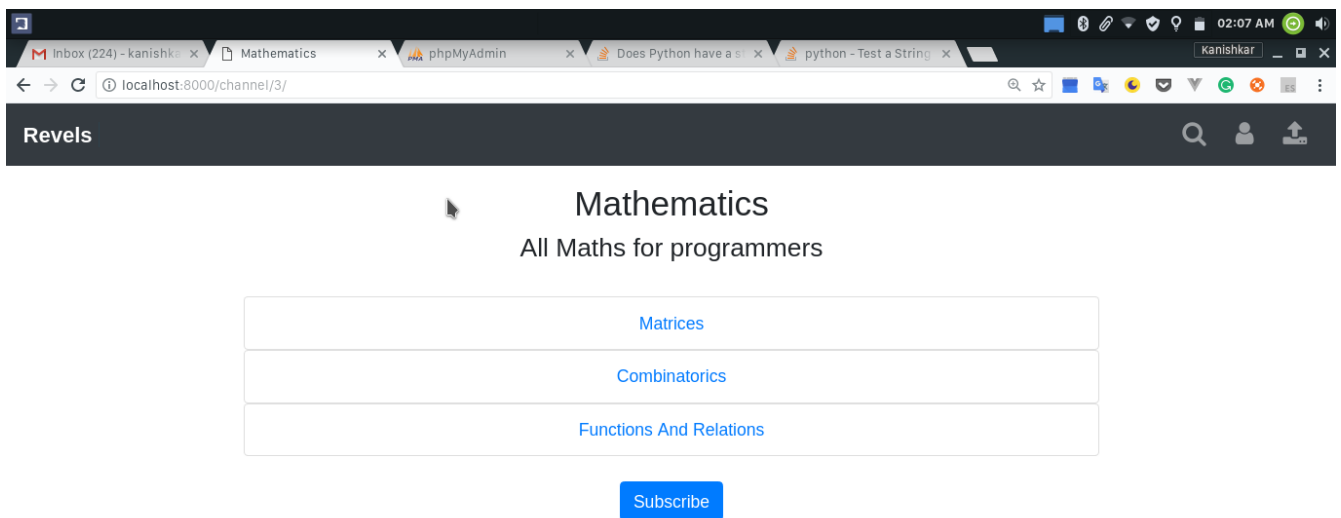 02:07 AM
Inbox (224) - kanishka
Mathematics
phpMyAdmin
Does Python have a st
python - Test a String
Kanishkar
localhost:8000/channel/3/
Revels
Mathematics
All Maths for programmers
Matrices
Combinatorics
Functions And Relations
Subscribe